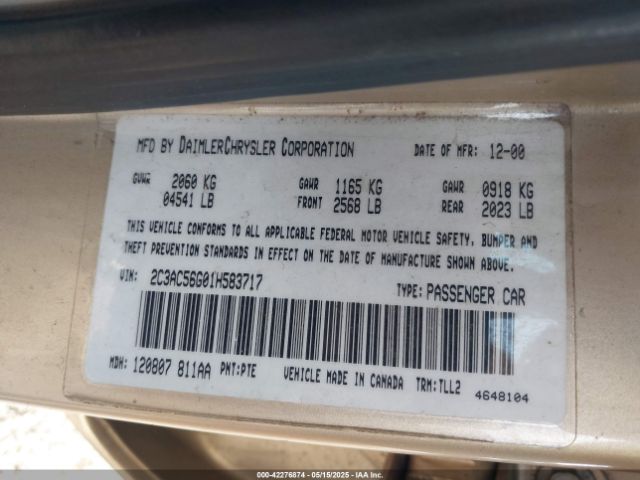 MFD BY DAIMLERCHRYSLER CORPORATION DATE OF MFR: 12-00
GVWR 2060 KG GAWR 1165 KG GAWR 0918 KG
04541 LB FRONT 2568 LB REAR 2023 LB
THIS VEHICLE CONFORMS TO ALL APPLICABLE FEDERAL MOTOR VEHICLE SAFETY, BUMPER AND
THEFT PREVENTION STANDARDS IN EFFECT ON THE DATE OF MANUFACTURE SHOWN ABOVE.
VIN: 2C3AC56G01H583717 TYPE: PASSENGER CAR
MDH: 120807 811AA PNT:PTE VEHICLE MADE IN CANADA TRM:TLL2
4648104
000-42276874 - 05/15/2025 - IAAI.COM